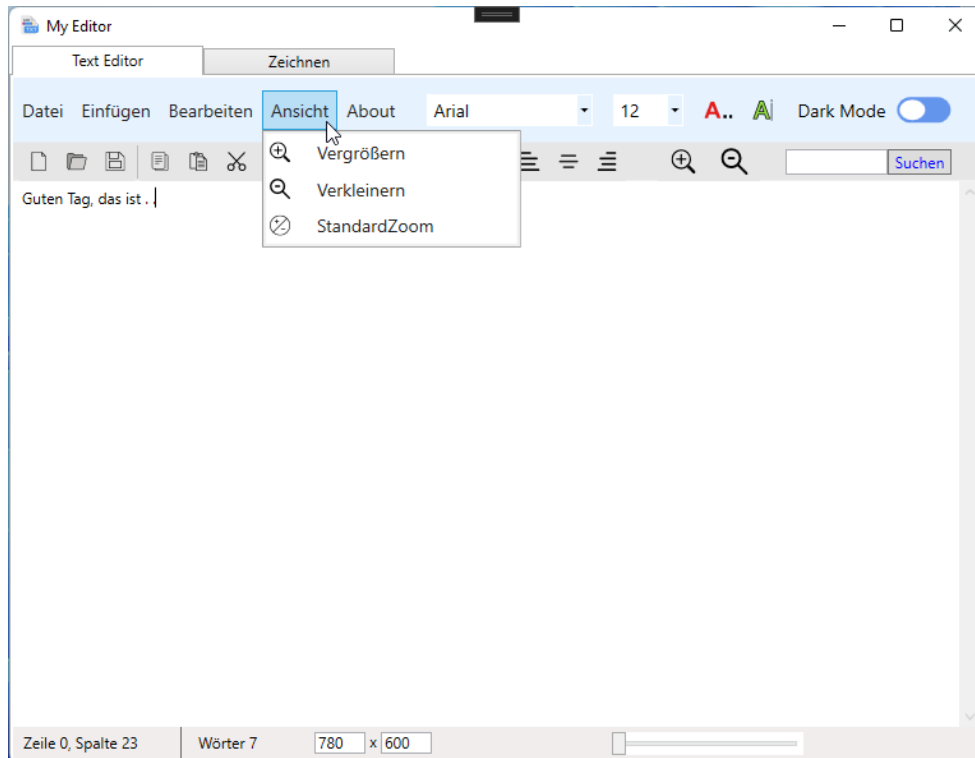 My Editor
Text Editor Zeichnen
Datei Einfügen Bearbeiten Ansicht About Arial 12 A.. A Dark Mode
Vergrößern
Suchen
Verkleinern
Guten Tag, das ist . .
StandardZoom
Zeile 0, Spalte 23 Wörter 7 780 x 600